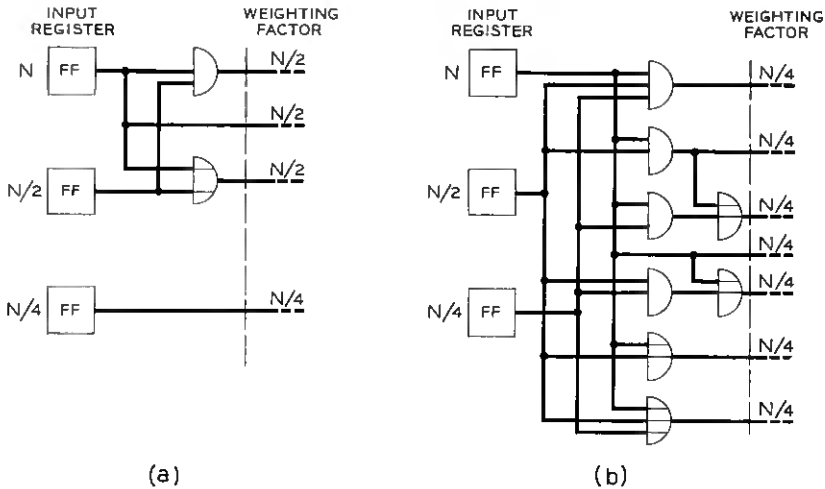 INPUT
REGISTER
WEIGHTING
FACTOR
N FF
N/2
N/2
N/2 FF
N/2
N/4 FF
N/4
(a)
INPUT
REGISTER
WEIGHTING
FACTOR
N FF
N/4
N/4
N/2 FF
N/4
N/4
N/4 FF
N/4
N/4
N/4
(b)